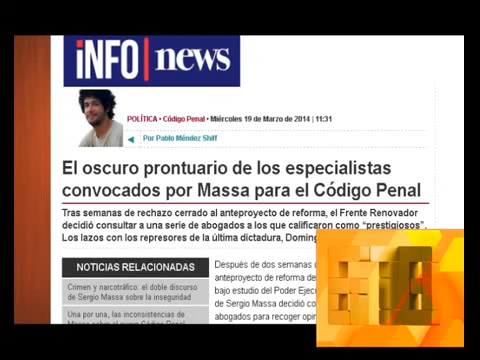 iNFO news
POLÍTICA • Código Penal • Miércoles 19 de Marzo de 2014 | 11:31
Por Pablo Méndez Shiff
El oscuro prontuario de los especialistas
convocados por Massa para el Código Penal
Tras semanas de rechazo cerrado al anteproyecto de reforma, el Frente Renovador
decidió consultar a una serie de abogados a los que calificaron como “prestigiosos”.
Los lazos con los represores de la última dictadura,
NOTICIAS RELACIONADAS
Crimen y narcotráfico: el doble discurso
de Sergio Massa sobre la inseguridad
Una por una, las inconsistencias de
Después de dos semanas
anteproyecto de reforma de
bajo estudio del Poder
de Sergio Massa decidió
abogados para recoger